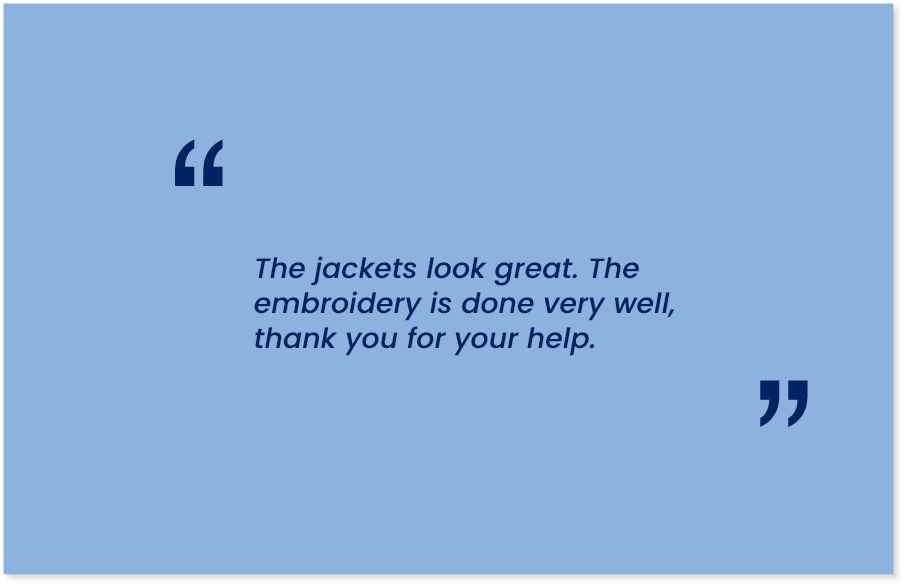 “
The jackets look great. The
embroidery is done very well,
thank you for your help.
”